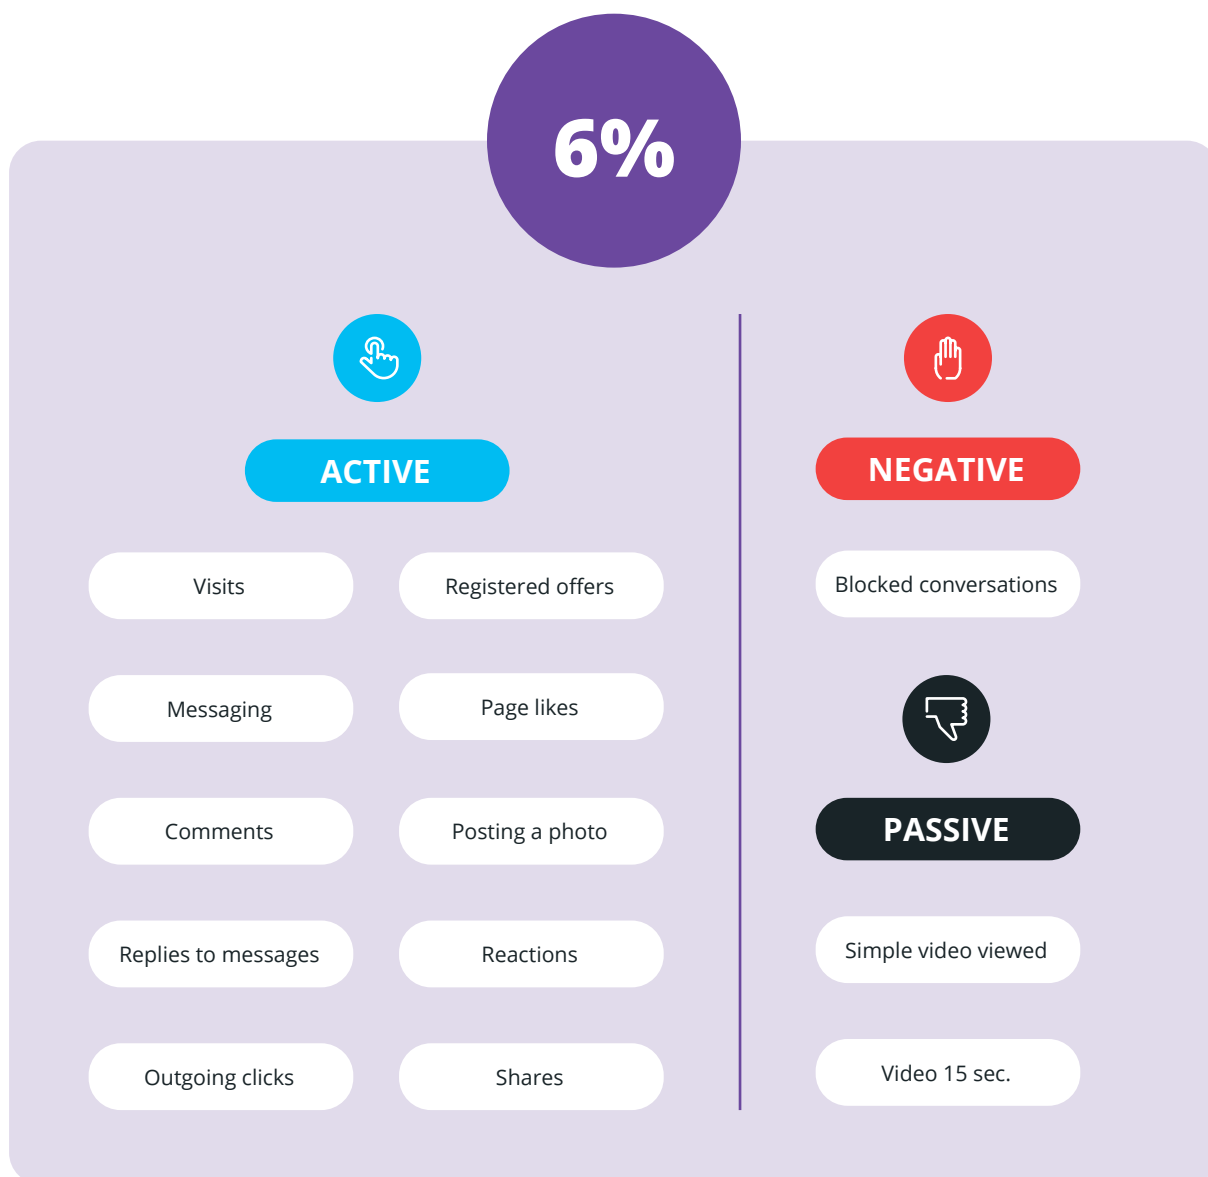 6%
ACTIVE
Visits
Registered offers
Messaging
Page likes
Comments
Posting a photo
Replies to messages
Reactions
Outgoing clicks
Shares
NEGATIVE
Blocked conversations
PASSIVE
Simple video viewed
Video 15 sec.